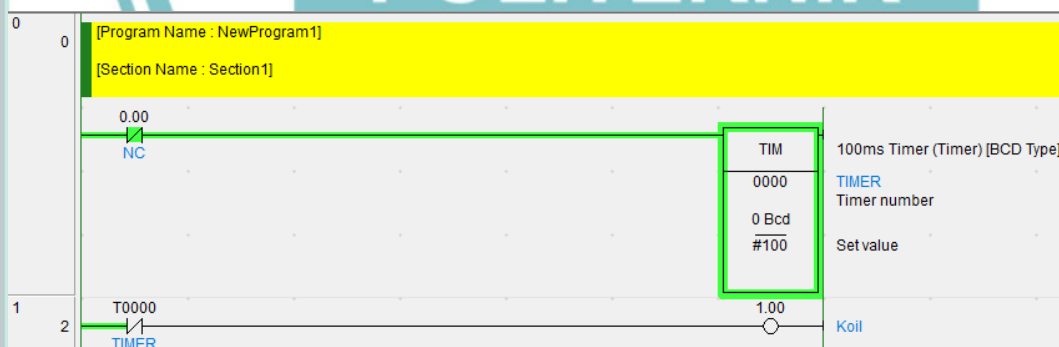 0
0
[Program Name : NewProgram1]
[Section Name : Section1]
0.00
NC
TIM
100ms Timer (Timer) [BCD Type]
0000
TIMER
Timer number
0 Bcd
#100
Set value
1
2
T0000
TIMER
1.00
Koil